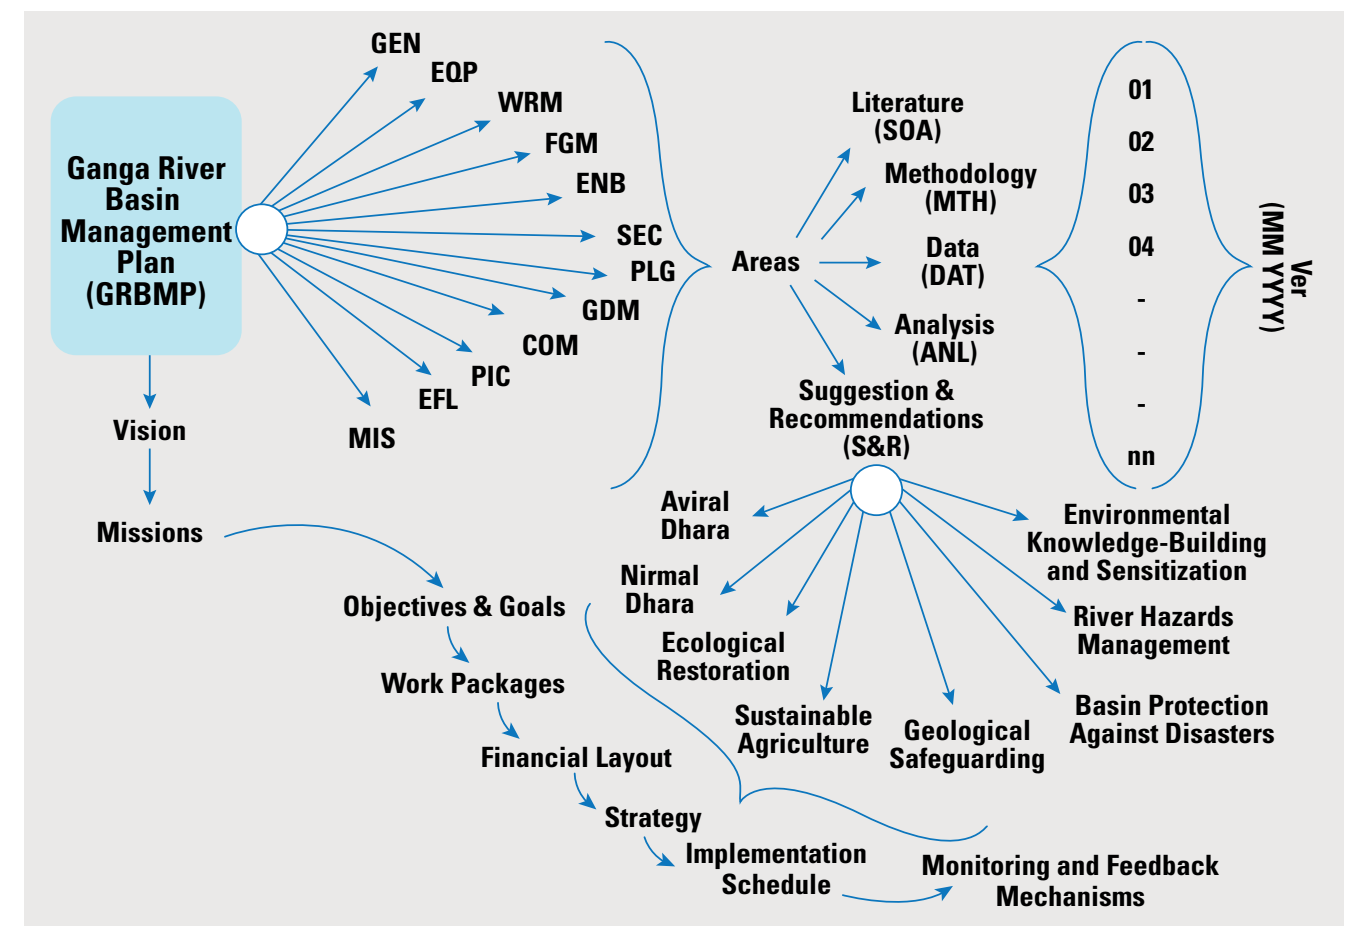 Ganga River
Basin
Management
Plan
(GRBMP)
GEN
EQP
WRM
FGM
ENB
SEC
PLG
GDM
COM
PIC
EFL
MIS
Areas
Literature
(SOA)
Methodology
(MTH)
Data
(DAT)
Analysis
(ANL)
Suggestion &
Recommendations
(S&R)
01
02
03
04
-
-
-
nn
Ver
(MM YYYY)
Vision
Missions
Objectives & Goals
Work Packages
Financial Layout
Strategy
Implementation
Schedule
Monitoring and Feedback
Mechanisms
Aviral
Dhara
Nirmal
Dhara
Ecological
Restoration
Sustainable
Agriculture
Geological
Safeguarding
Basin Protection
Against Disasters
River Hazards
Management
Environmental
Knowledge-Building
and Sensitization